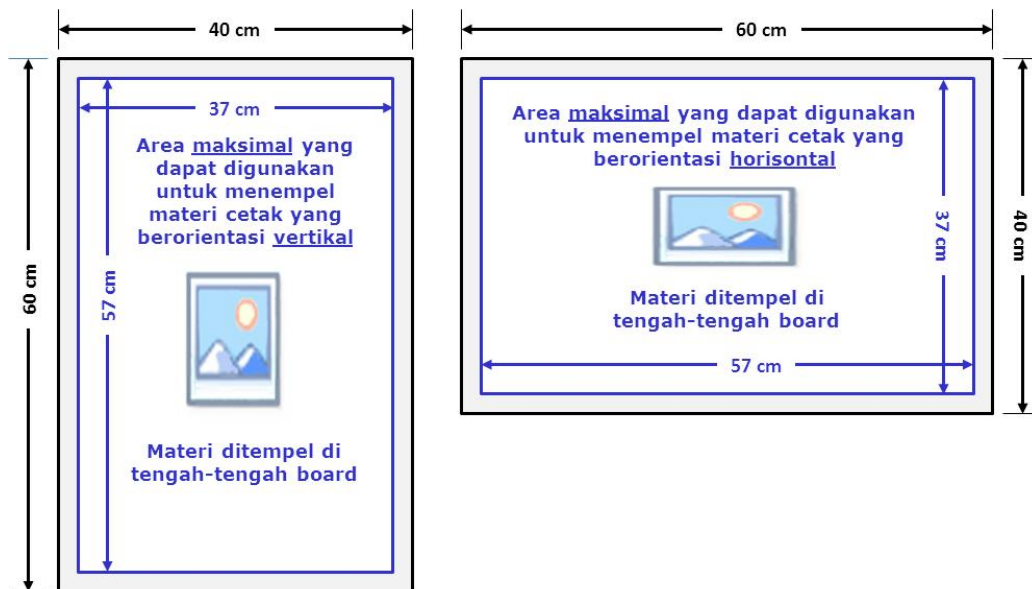 40 cm
37 cm
Area maksimal yang
dapat digunakan
untuk menempel
materi cetak yang
berorientasi vertikal
60 cm
57 cm
Materi ditempel di
tengah-tengah board
60 cm
Area maksimal yang dapat digunakan
untuk menempel materi cetak yang
berorientasi horisontal
37 cm
40 cm
Materi ditempel di
tengah-tengah board
57 cm